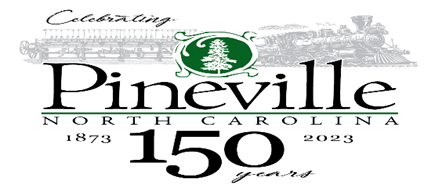 Celebrating
Pineville
NORTH CAROLINA
1873 150 2023
years